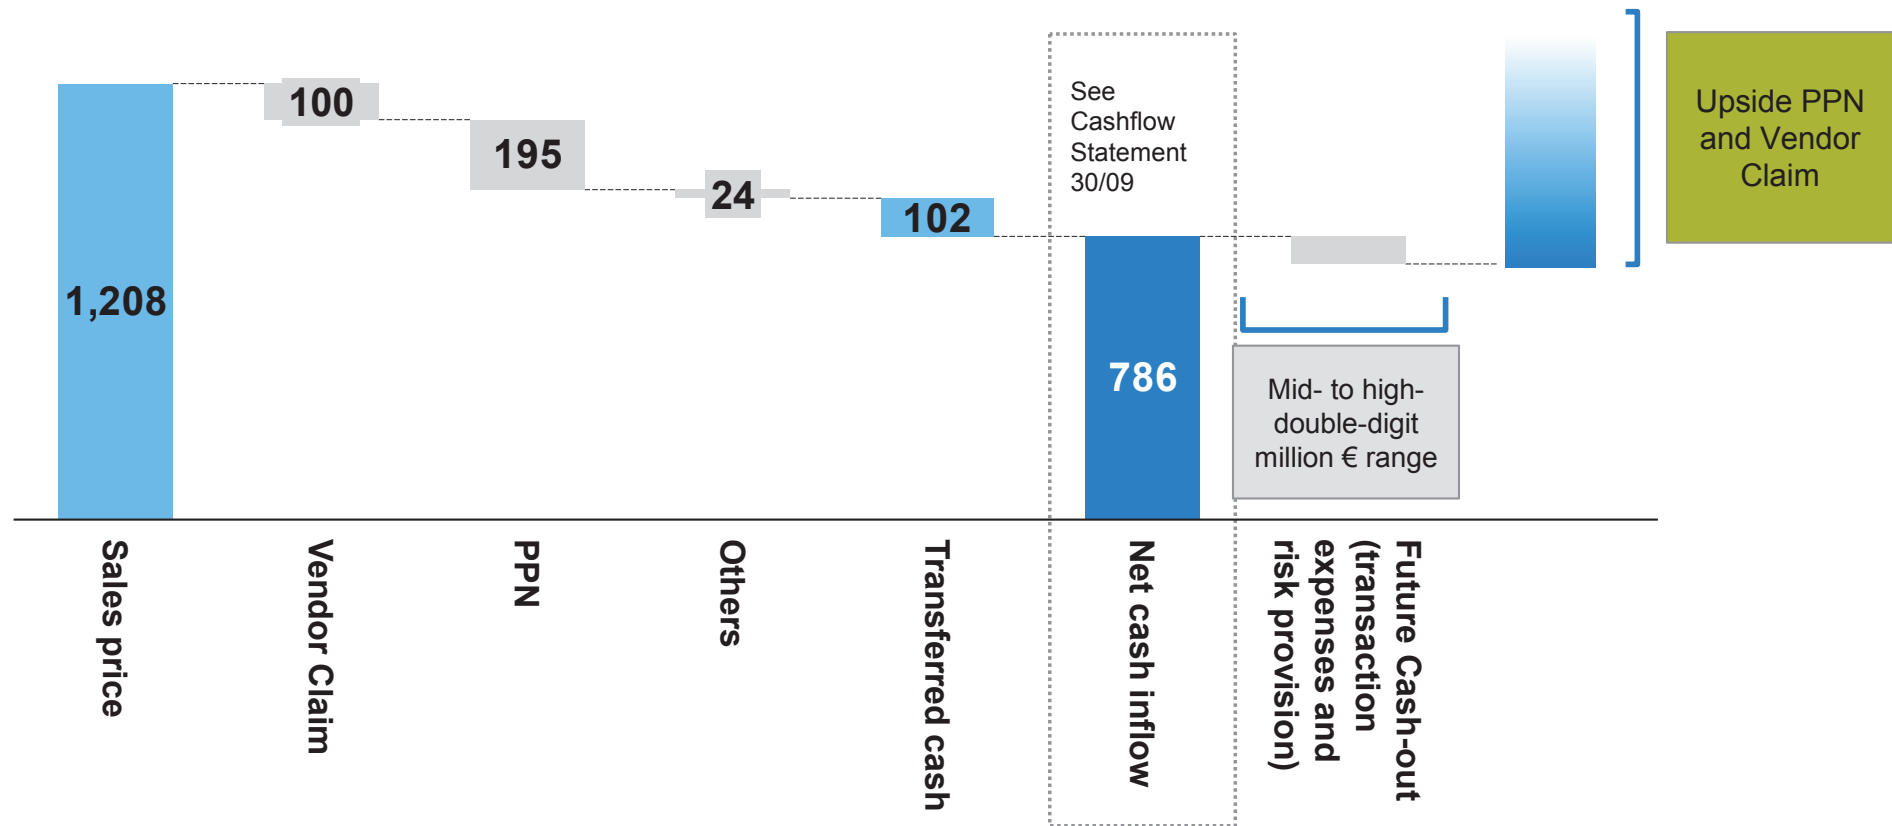 1,208
100
195
24
102
See
Cashflow
Statement
30/09
786
Mid- to high-
double-digit
million € range
Upside PPN
and Vendor
Claim
Sales price
Vendor Claim
PPN
Others
Transferred cash
Net cash inflow
Future Cash-out
(transaction
expenses and
risk provision)